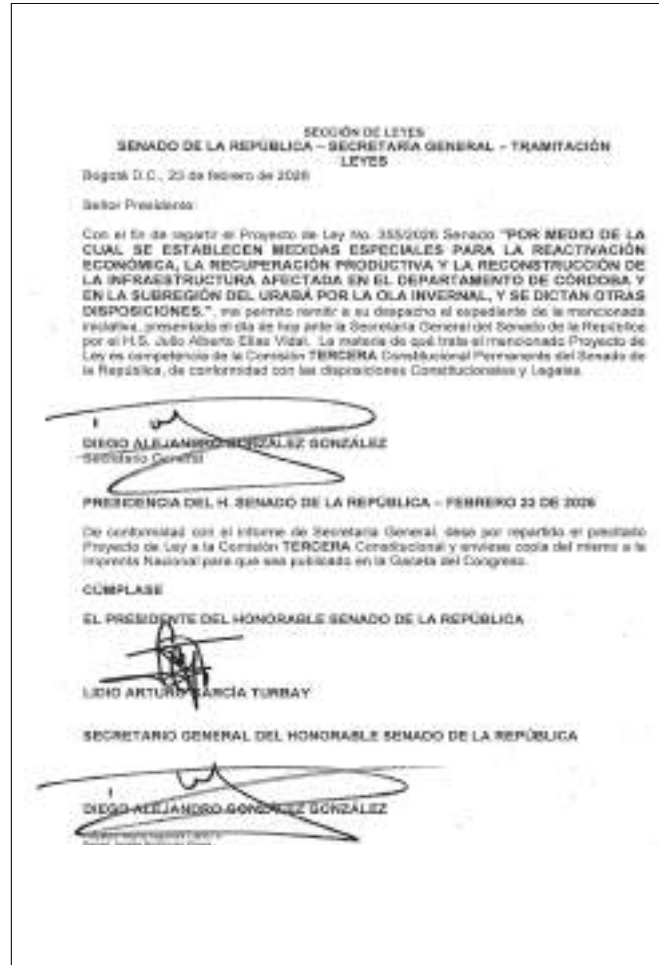 SECCIÓN DE LEYES
SENADO DE LA REPÚBLICA – SECRETARÍA GENERAL – TRAMITACIÓN
LEYES
Bogotá D.C., 23 de febrero de 2026
Señor Presidente:
Con el fin de repartir el Proyecto de Ley No. 355/2026 Senado "POR MEDIO DE LA
CUAL SE ESTABLECEN MEDIDAS ESPECIALES PARA LA REACTIVACIÓN
ECONÓMICA, LA RECUPERACIÓN PRODUCTIVA Y LA RECONSTRUCCIÓN DE
LA INFRAESTRUCTURA AFECTADA EN EL DEPARTAMENTO DE CÓRDOBA Y
EN LA SUBREGIÓN DEL URABÁ POR LA OLA INVERNAL, Y SE DICTAN OTRAS
DISPOSICIONES.", me permito remitir a su despacho el expediente de la mencionada
iniciativa, presentada el día de hoy ante la Secretaría General del Senado de la República
por el H.S. Julio Alberto Elías Vidal. La materia de qué trata el mencionado Proyecto de
Ley es competencia de la Comisión TERCERA Constitucional Permanente del Senado de
la República, de conformidad con las disposiciones Constitucionales y Legales.
DIEGO ALEJANDRO GONZÁLEZ GONZÁLEZ
Secretario General
PRESIDENCIA DEL H. SENADO DE LA REPÚBLICA – FEBRERO 23 DE 2026
De conformidad con el informe de Secretaría General, dese por repartido el precitado
Proyecto de Ley a la Comisión TERCERA Constitucional y envíese copia del mismo a la
Imprenta Nacional para que sea publicado en la Gaceta del Congreso.
CÚMPLASE
EL PRESIDENTE DEL HONORABLE SENADO DE LA REPÚBLICA
LIDIO ARTURO GARCÍA TURBAY
SECRETARIO GENERAL DEL HONORABLE SENADO DE LA REPÚBLICA
DIEGO ALEJANDRO GONZÁLEZ GONZÁLEZ